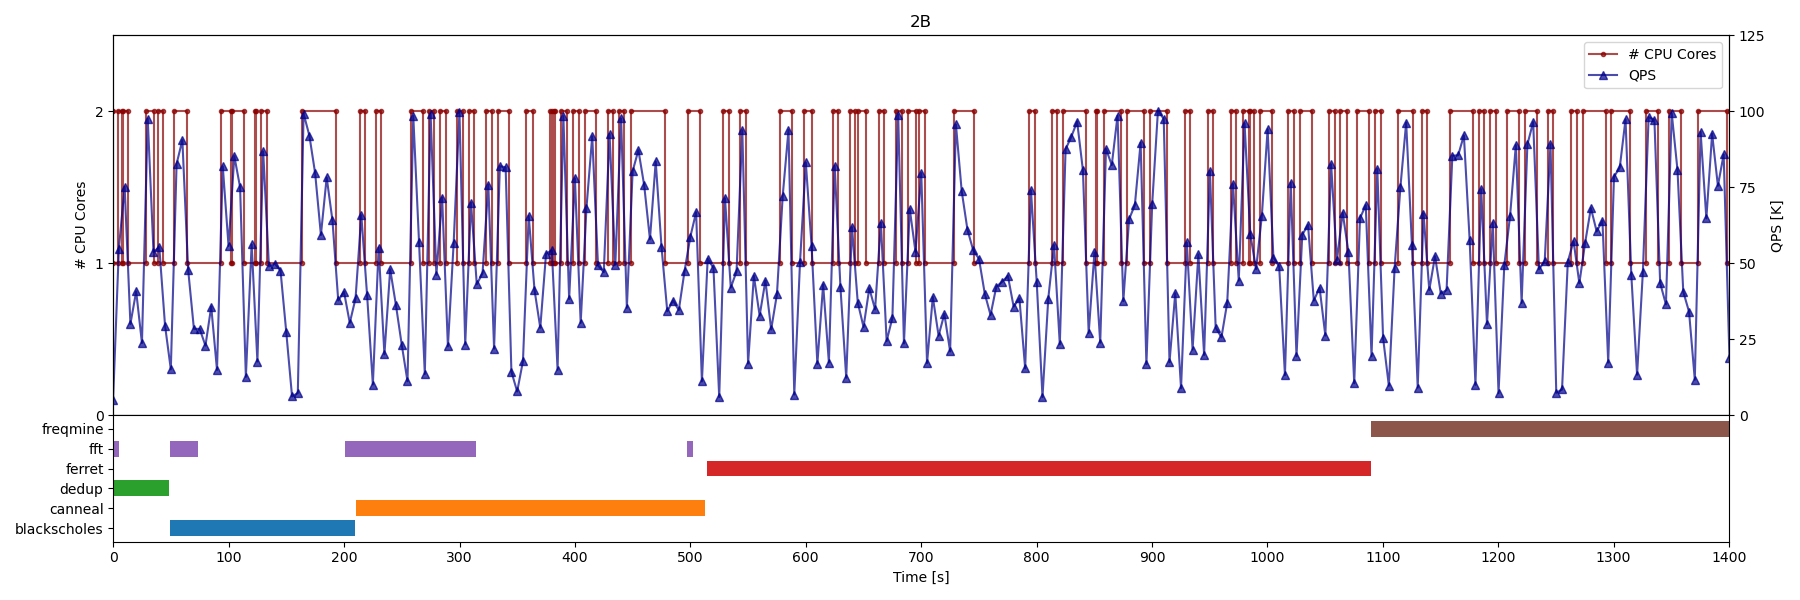 2B
# CPU Cores
QPS
2
1
0
# CPU Cores
125
100
75
50
25
0
QPS [K]
freqmine
fft
ferret
dedup
canneal
blackscholes
0 100 200 300 400 500 600 700 800 900 1000 1100 1200 1300 1400
Time [s]